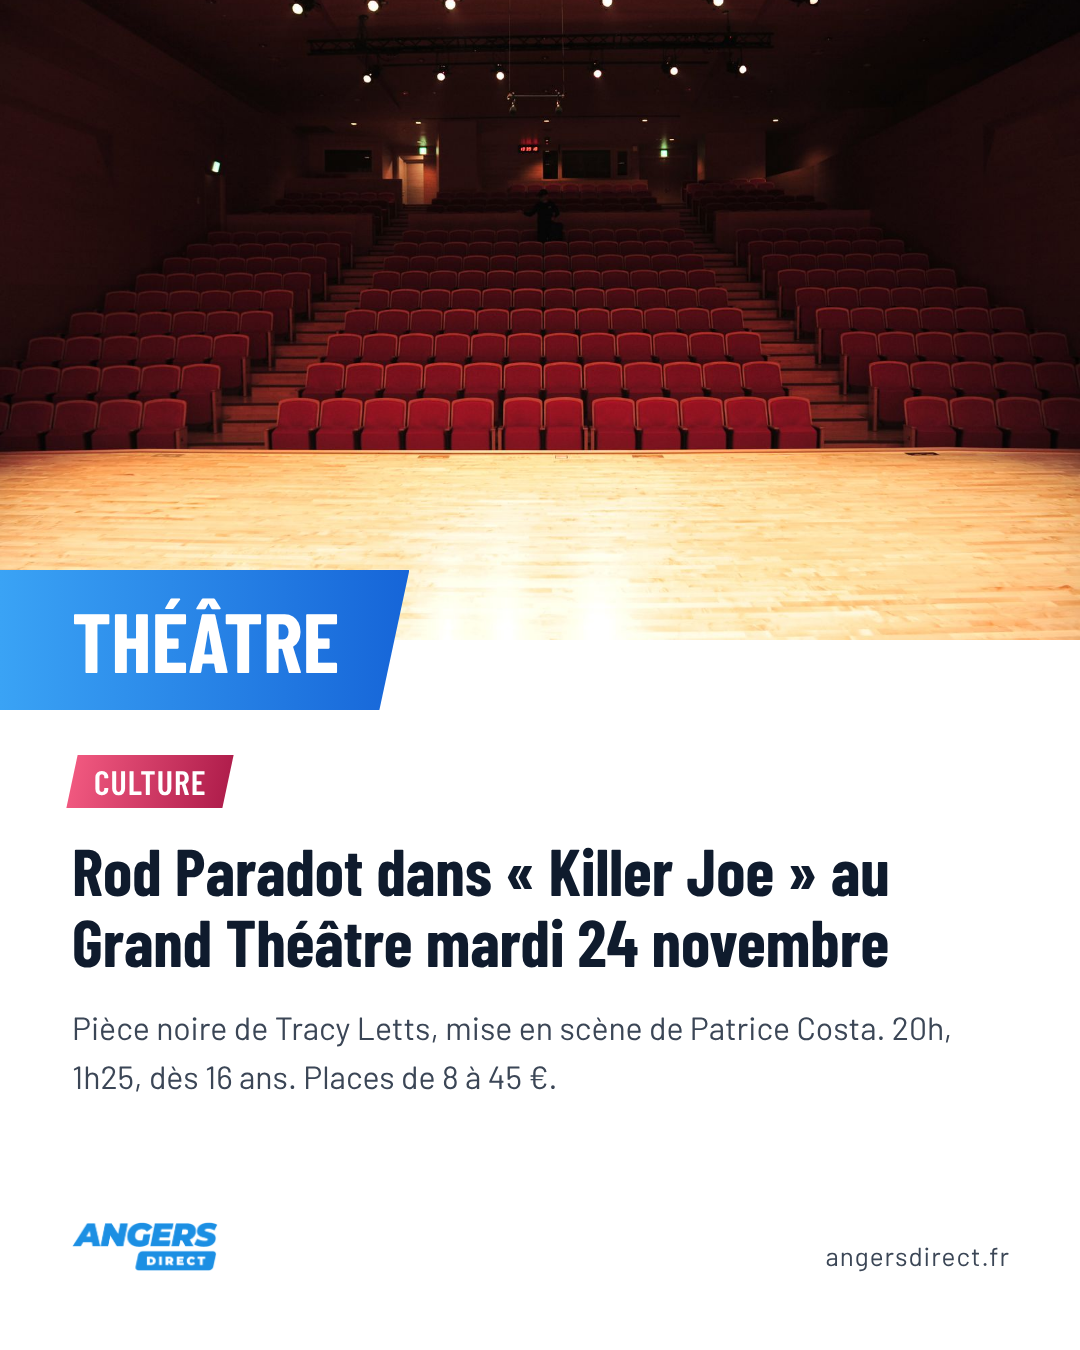 THÉÂTRE
CULTURE
Rod Paradot dans « Killer Joe » au
Grand Théâtre mardi 24 novembre
Pièce noire de Tracy Letts, mise en scène de Patrice Costa. 20h,
1h25, dès 16 ans. Places de 8 à 45 €.
ANGERS
DIRECT
angersdirect.fr